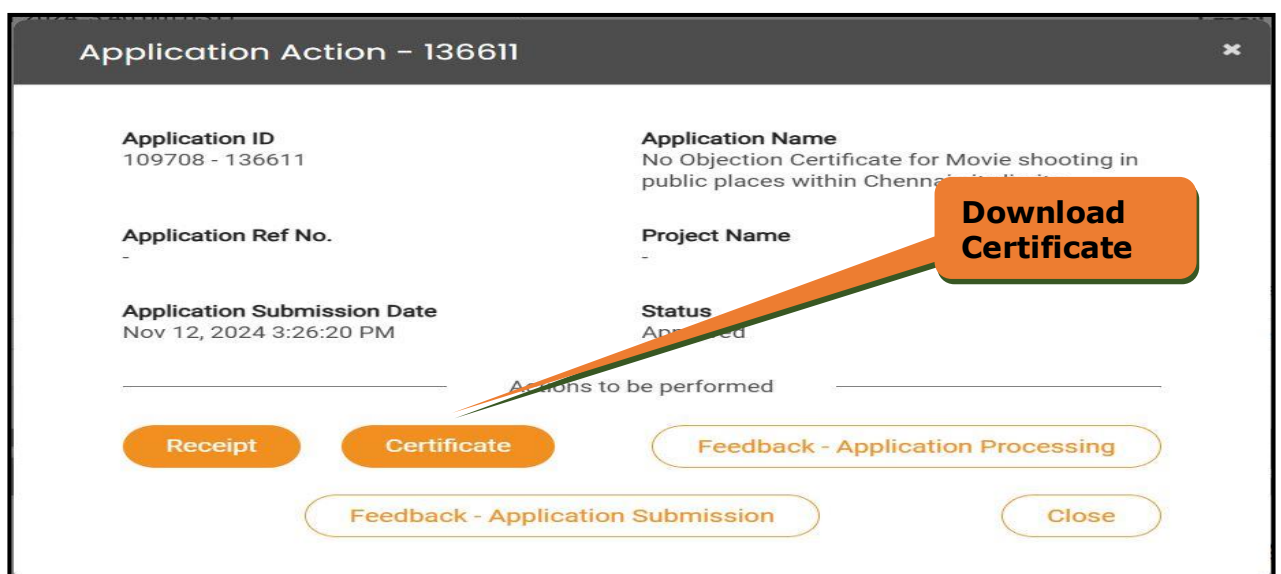 Application Action - 136611
Application ID
109708 - 136611
Application Name
No Objection Certificate for Movie shooting in
public places within
Application Ref No.
-
Project Name
-
Download
Certificate
Application Submission Date
Nov 12, 2024 3:26:20 PM
Status
Actions to be performed
Receipt
Certificate
Feedback - Application Processing
Feedback - Application Submission
Close